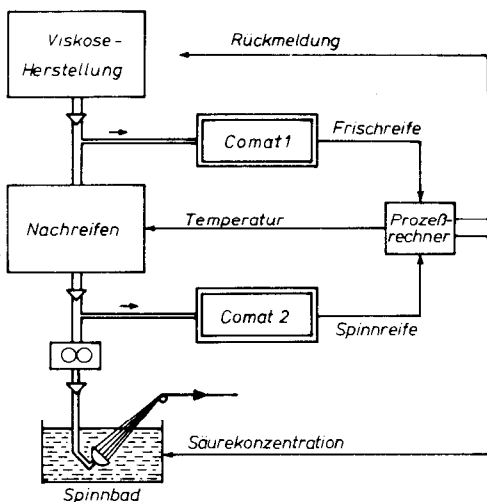 Viskose-
Herstellung
Rückmeldung
Comat 1
Frischreife
Nachreifen
Temperatur
Prozeß-
rechner
Comat 2
Spinnreife
Säurekonzentration
Spinnbad